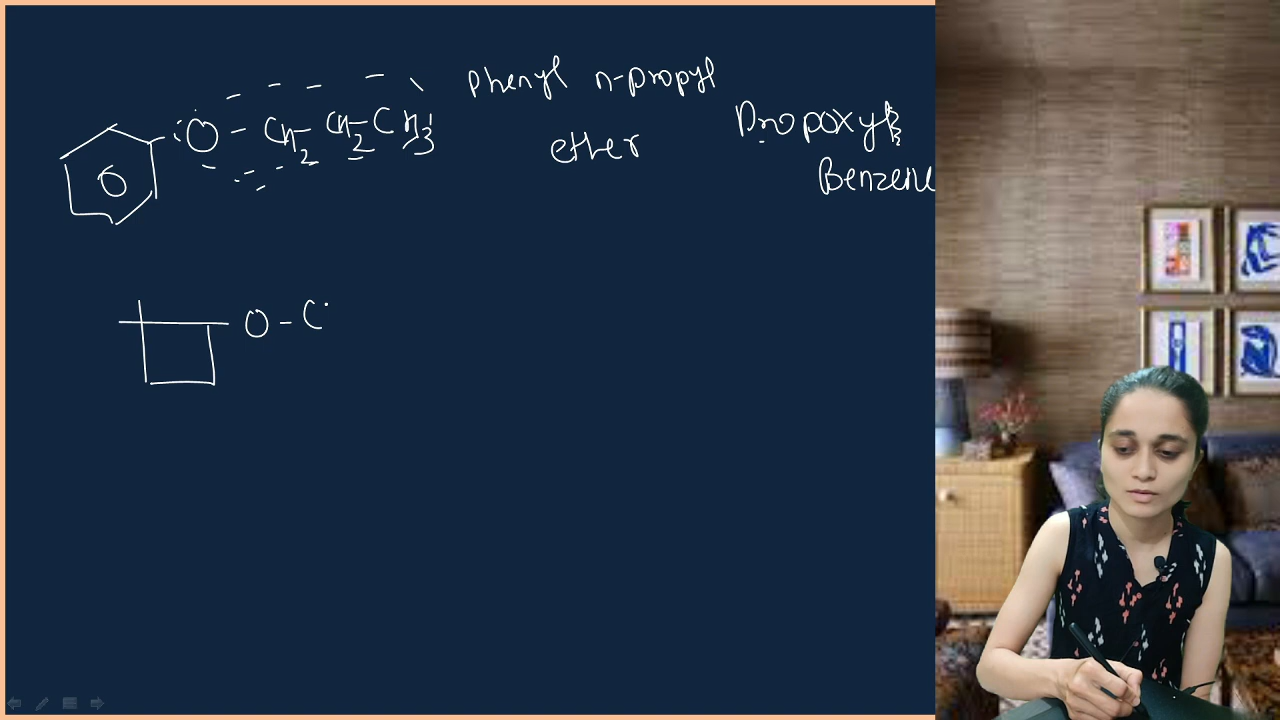 O - CH2 - CH2 - CH3
phenyl n-propyl
ether
Propoxy
Benzene
O - C